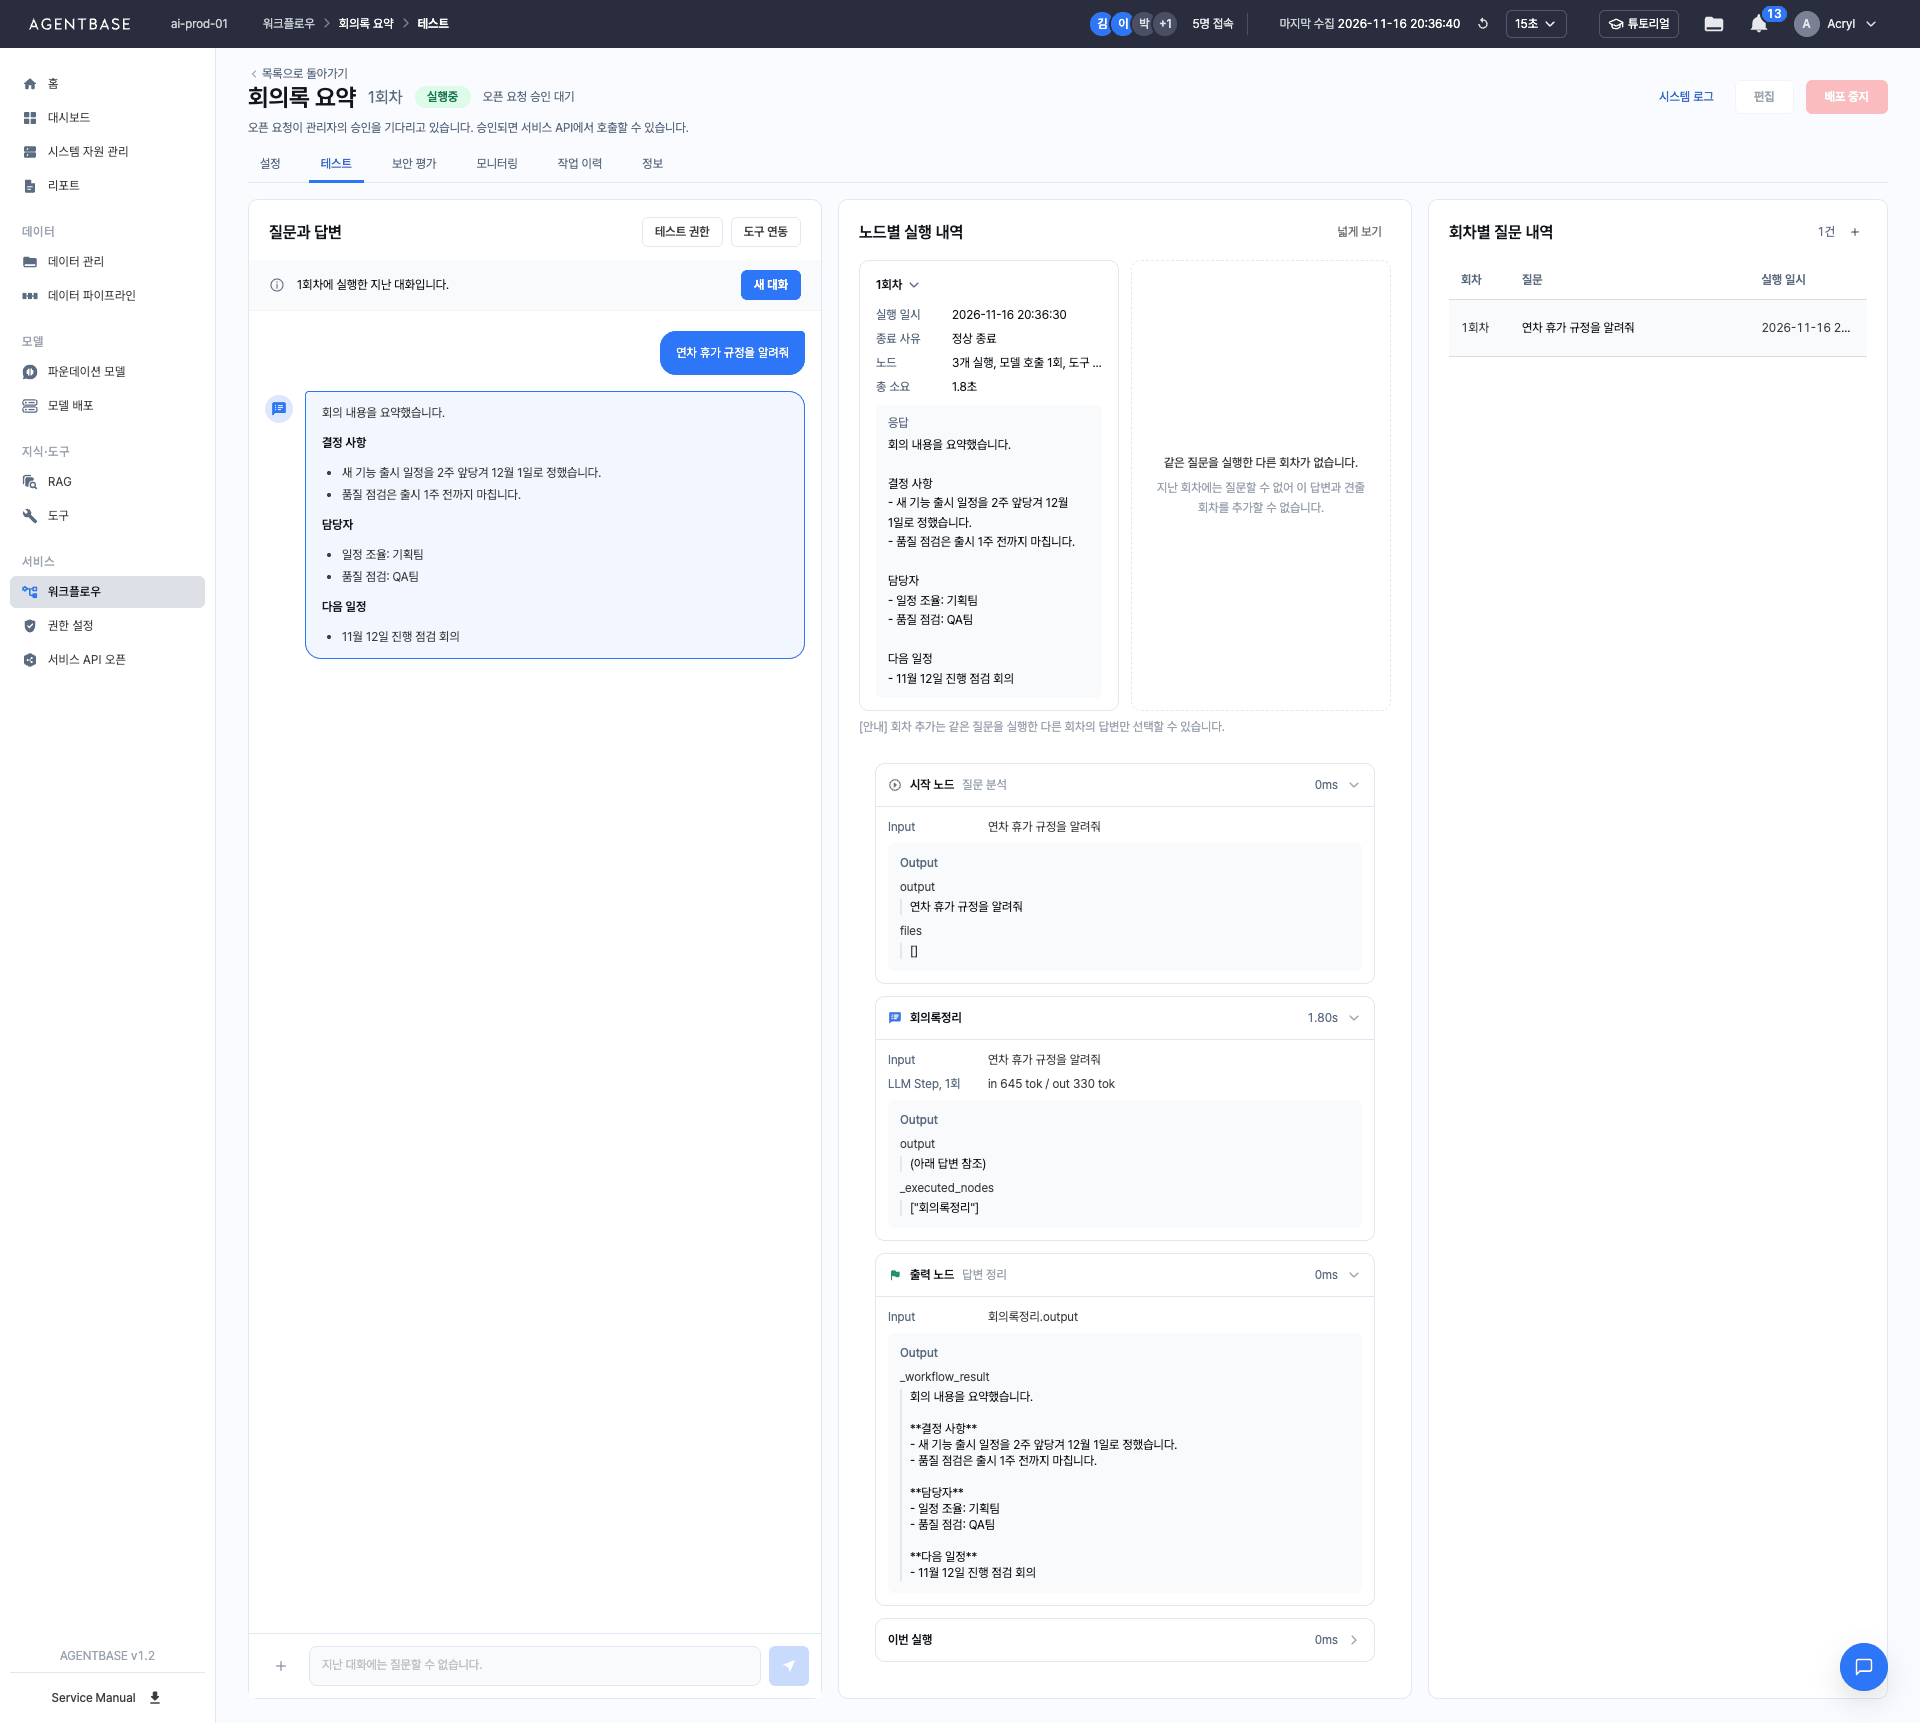 AGENTBASE
ai-prod-01
워크플로우 > 회의록 요약 > 테스트
김 이 박 +1 5명 접속
마지막 수집 2026-11-16 20:36:40
15초
튜토리얼
13
A Acryl
홈
대시보드
시스템 자원 관리
리포트
데이터
데이터 관리
데이터 파이프라인
모델
파운데이션 모델
모델 배포
지식·도구
RAG
도구
서비스
워크플로우
권한 설정
서비스 API 오픈
AGENTBASE v1.2
Service Manual
목록으로 돌아가기
회의록 요약 1회차 실행중 오픈 요청 승인 대기
오픈 요청이 관리자의 승인을 기다리고 있습니다. 승인되면 서비스 API에서 호출할 수 있습니다.
시스템 로그 편집 배포 중지
설정 테스트 보안 평가 모니터링 작업 이력 정보
질문과 답변
테스트 권한 도구 연동
1회차에 실행한 지난 대화입니다.
새 대화
연차 휴가 규정을 알려줘
회의 내용을 요약했습니다.
결정 사항
• 새 기능 출시 일정을 2주 앞당겨 12월 1일로 정했습니다.
• 품질 점검은 출시 1주 전까지 마칩니다.
담당자
• 일정 조율: 기획팀
• 품질 점검: QA팀
다음 일정
• 11월 12일 진행 점검 회의
지난 대화에는 질문할 수 없습니다.
노드별 실행 내역
넓게 보기
1회차
실행 일시 2026-11-16 20:36:30
종료 사유 정상 종료
노드 3개 실행, 모델 호출 1회, 도구 ...
총 소요 1.8초
응답
회의 내용을 요약했습니다.
결정 사항
- 새 기능 출시 일정을 2주 앞당겨 12월
1일로 정했습니다.
- 품질 점검은 출시 1주 전까지 마칩니다.
담당자
- 일정 조율: 기획팀
- 품질 점검: QA팀
다음 일정
- 11월 12일 진행 점검 회의
같은 질문을 실행한 다른 회차가 없습니다.
지난 회차에는 질문할 수 없어 이 답변과 견줄
회차를 추가할 수 없습니다.
[안내] 회차 추가는 같은 질문을 실행한 다른 회차의 답변만 선택할 수 있습니다.
시작 노드 질문 분석 0ms
Input 연차 휴가 규정을 알려줘
Output
output
연차 휴가 규정을 알려줘
files
[]
회의록정리 1.80s
Input 연차 휴가 규정을 알려줘
LLM Step, 1회 in 645 tok / out 330 tok
Output
output
(아래 답변 참조)
_executed_nodes
["회의록정리"]
출력 노드 답변 정리 0ms
Input 회의록정리.output
Output
_workflow_result
회의 내용을 요약했습니다.
**결정 사항**
- 새 기능 출시 일정을 2주 앞당겨 12월 1일로 정했습니다.
- 품질 점검은 출시 1주 전까지 마칩니다.
**담당자**
- 일정 조율: 기획팀
- 품질 점검: QA팀
**다음 일정**
- 11월 12일 진행 점검 회의
이번 실행 0ms
회차별 질문 내역
1건 +
회차 질문 실행 일시
1회차 연차 휴가 규정을 알려줘 2026-11-16 2...